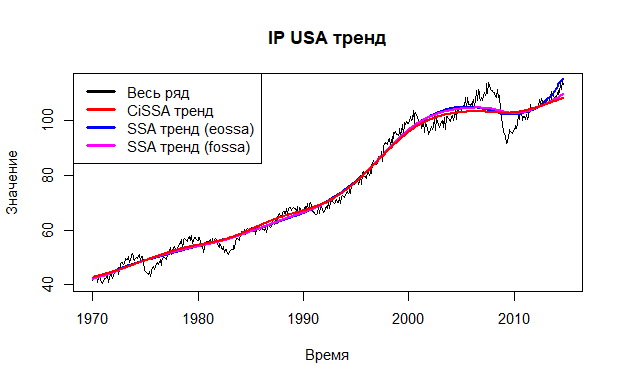 IP USA тренд
Весь ряд
CiSSA тренд
SSA тренд (eossa)
SSA тренд (fossa)
Значение
100
80
60
40
1970 1980 1990 2000 2010
Время